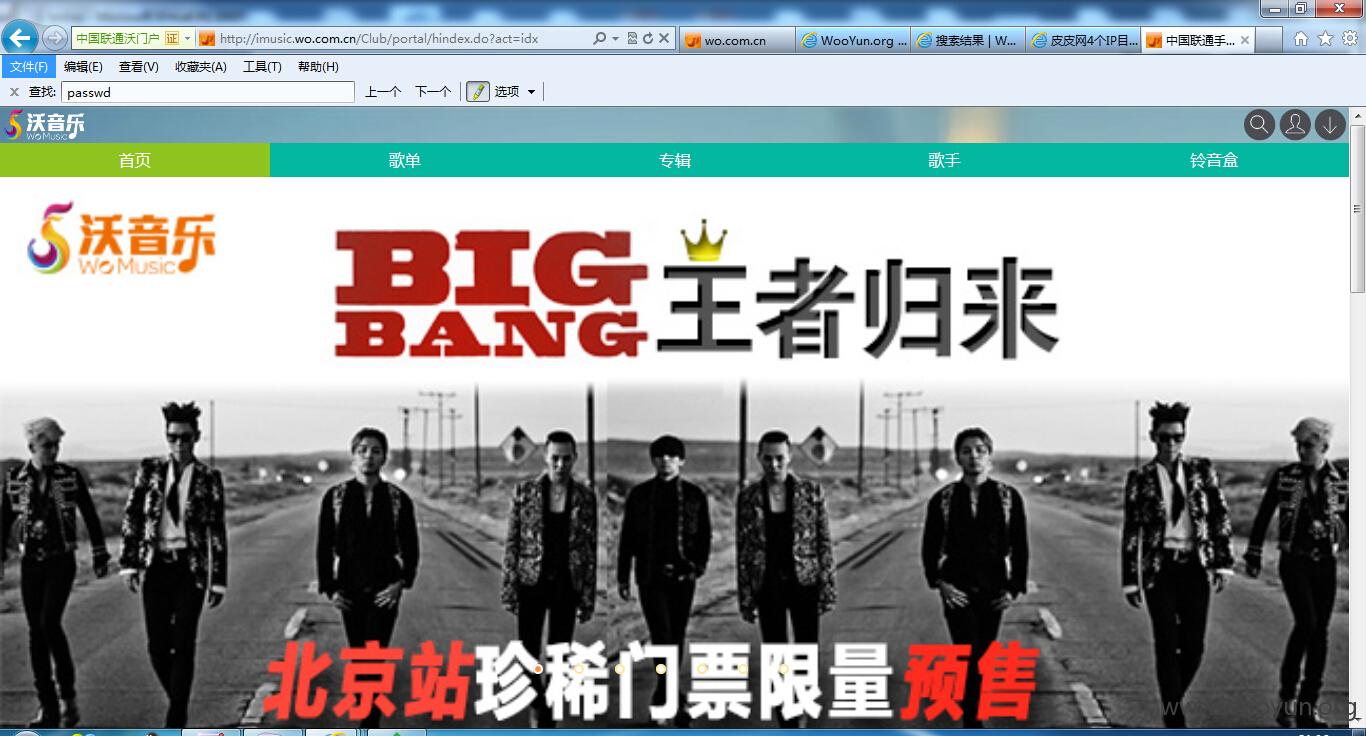 中国联通沃门户 证 http://imusic.wo.com.cn/Club/portal/hindex.do?act=idx
wo.com.cn WooYun.org ... 搜索结果 | W... 皮皮网4个IP目... 中国联通手...
文件(F) 编辑(E) 查看(V) 收藏夹(A) 工具(T) 帮助(H)
查找: passwd 上一个 下一个 选项
沃音乐
Wo Music
首页 歌单 专辑 歌手 铃音盒
沃音乐
Wo Music
BIG
BANG
王者归来
北京站珍稀门票限量预售